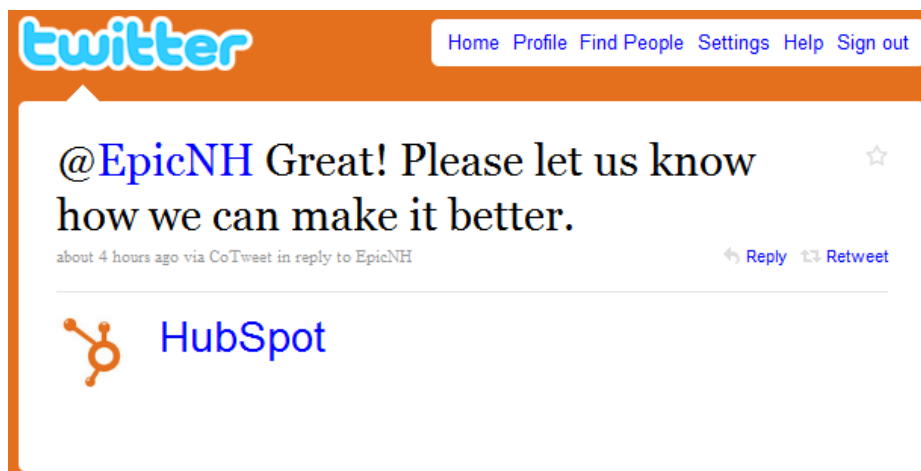 twitter
Home Profile Find People Settings Help Sign out
@EpicNH Great! Please let us know
how we can make it better.
about 4 hours ago via CoTweet in reply to EpicNH
Reply Retweet
HubSpot